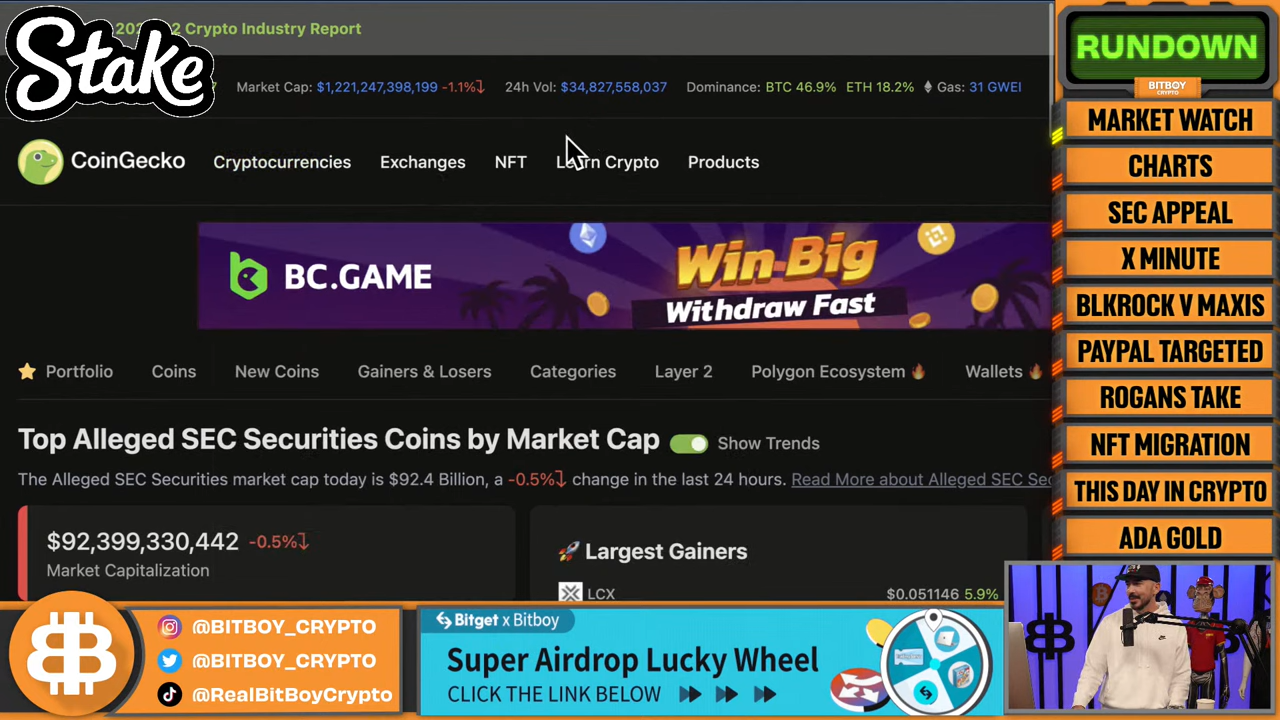 Stake
2 Crypto Industry Report
7 Market Cap: $1,221,247,398,199 -1.1% 24h Vol: $34,827,558,037 Dominance: BTC 46.9% ETH 18.2% Gas: 31 GWEI
CoinGecko Cryptocurrencies Exchanges NFT Learn Crypto Products
BC.GAME Win Big
Withdraw Fast
Portfolio Coins New Coins Gainers & Losers Categories Layer 2 Polygon Ecosystem Wallets
Top Alleged SEC Securities Coins by Market Cap Show Trends
The Alleged SEC Securities market cap today is $92.4 Billion, a -0.5% change in the last 24 hours. Read More about Alleged SEC Sec
$92,399,330,442 -0.5%
Market Capitalization
Largest Gainers
LCX $0.051146 5.9%
RUNDOWN
BITBOY
CRYPTO
MARKET WATCH
CHARTS
SEC APPEAL
X MINUTE
BLKROCK V MAXIS
PAYPAL TARGETED
ROGANS TAKE
NFT MIGRATION
THIS DAY IN CRYPTO
ADA GOLD
@BITBOY_CRYPTO
@BITBOY_CRYPTO
@RealBitBoyCrypto
Bitget x Bitboy
Super Airdrop Lucky Wheel
CLICK THE LINK BELOW